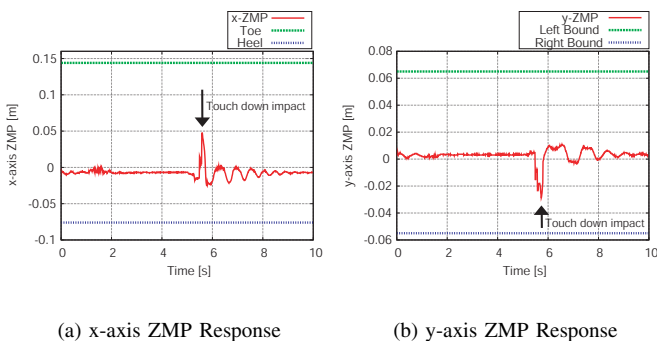 x-ZMP
Toe
Heel
0.15
0.1
0.05
0
-0.05
-0.1
x-axis ZMP [m]
Touch down impact
0 2 4 6 8 10
Time [s]
(a) x-axis ZMP Response
y-ZMP
Left Bound
Right Bound
0.08
0.06
0.04
0.02
0
-0.02
-0.04
-0.06
y-axis ZMP [m]
Touch down impact
0 2 4 6 8 10
Time [s]
(b) y-axis ZMP Response